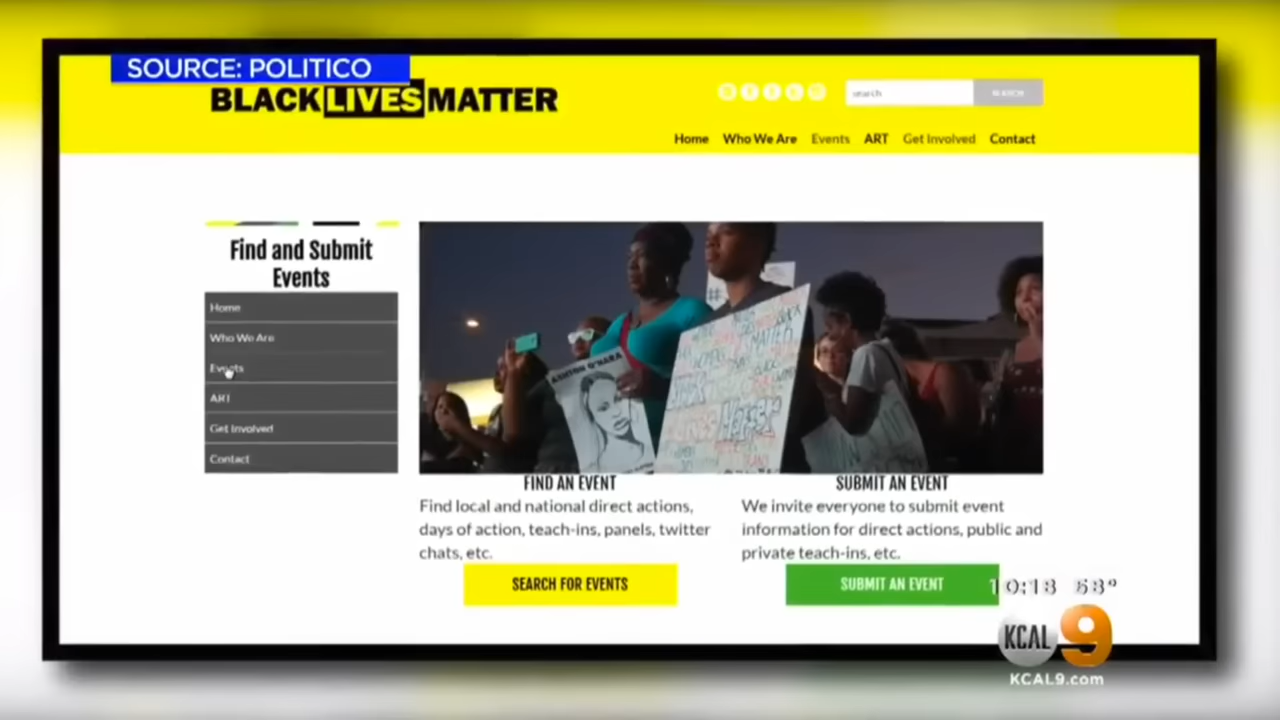 SOURCE: POLITICO
BLACK LIVES MATTER
search
SEARCH
Home Who We Are Events ART Get Involved Contact
Find and Submit
Events
Home
Who We Are
Events
ART
Get Involved
Contact
#
ASHTON O'HARA
MATTER
FIND AN EVENT
Find local and national direct actions,
days of action, teach-ins, panels, twitter
chats, etc.
SEARCH FOR EVENTS
SUBMIT AN EVENT
We invite everyone to submit event
information for direct actions, public and
private teach-ins, etc.
SUBMIT AN EVENT
10:18 58°
KCAL 9
KCAL9.com